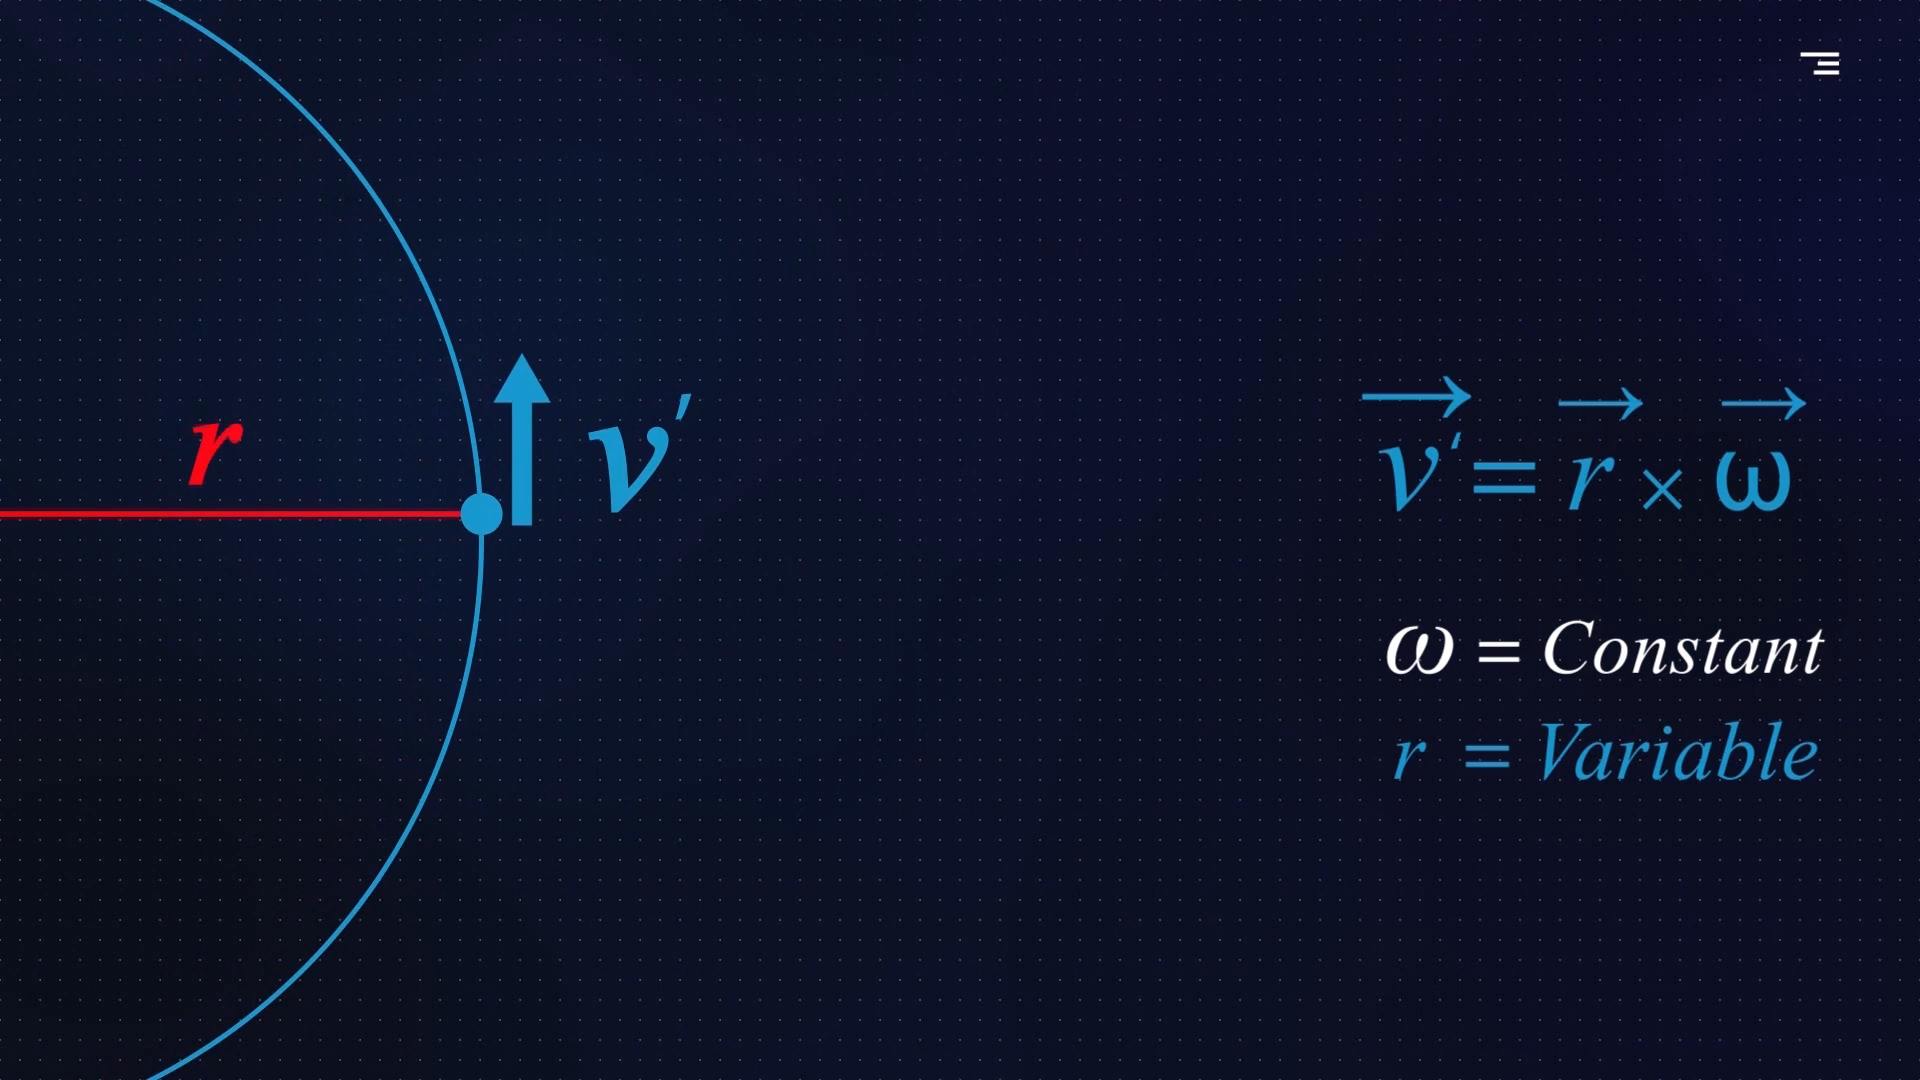 r
v′
v′ = r × ω
ω = Constant
r = Variable